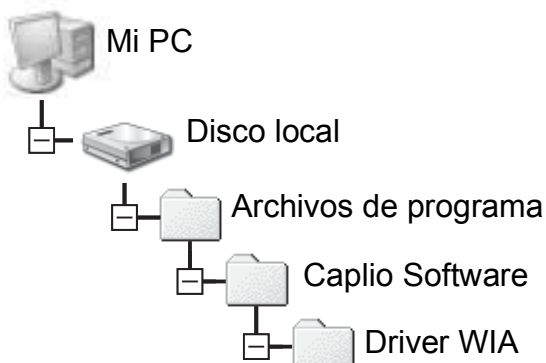 Mi PC
Disco local
Archivos de programa
Caplio Software
Driver WIA